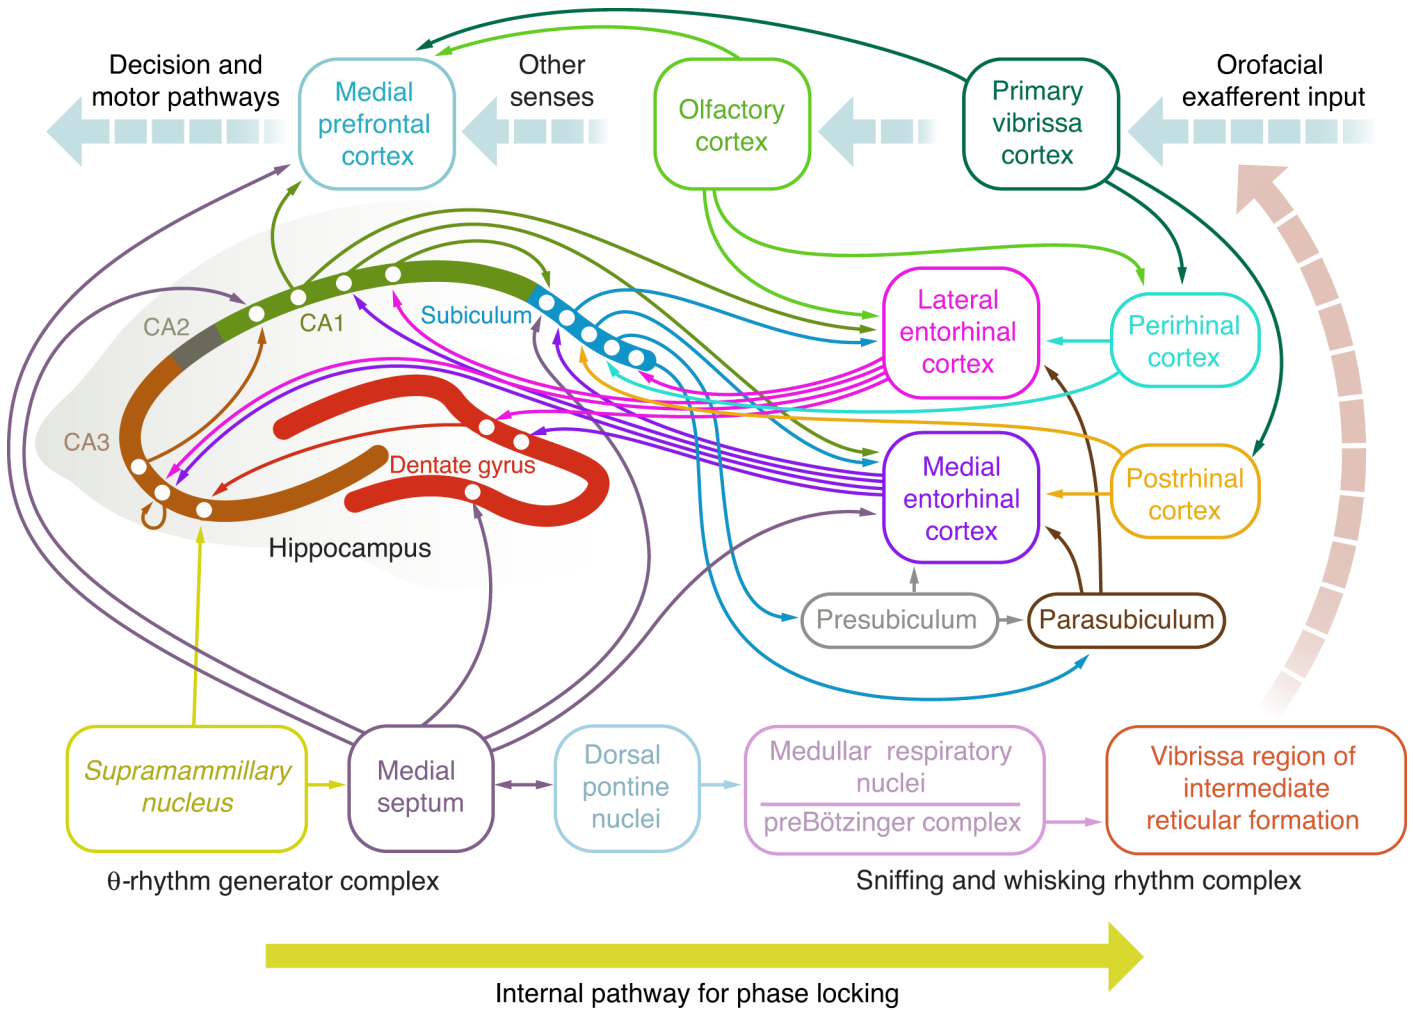 Decision and
motor pathways
Medial
prefrontal
cortex
Other
senses
Olfactory
cortex
Primary
vibrissa
cortex
Orofacial
exafferent input
CA2
CA1
Subiculum
Lateral
entorhinal
cortex
Perirhinal
cortex
CA3
Dentate gyrus
Hippocampus
Medial
entorhinal
cortex
Postrhinal
cortex
Presubiculum
Parasubiculum
Supramammillary
nucleus
Medial
septum
Dorsal
pontine
nuclei
Medullar respiratory
nuclei
preBötzinger complex
Vibrissa region of
intermediate
reticular formation
θ-rhythm generator complex
Sniffing and whisking rhythm complex
Internal pathway for phase locking